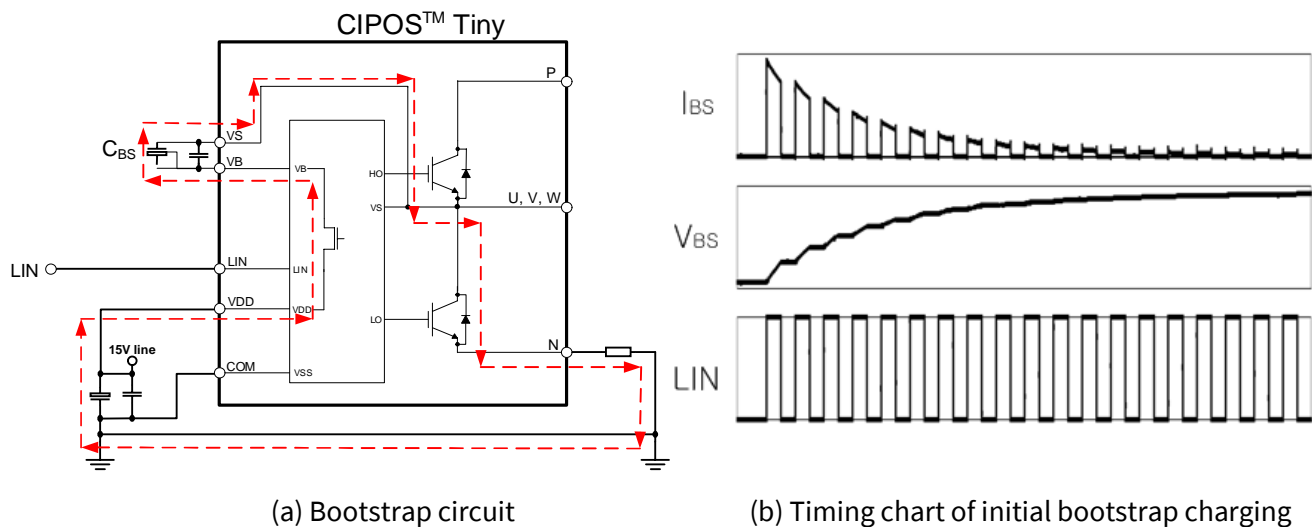 CIPOS™ Tiny
P
VS
CBS
VB
VB
HO
VS
U, V, W
LIN
LIN
LIN
VDD
VDD
LO
N
15V line
COM
VSS
(a) Bootstrap circuit
IBS
VBS
LIN
(b) Timing chart of initial bootstrap charging